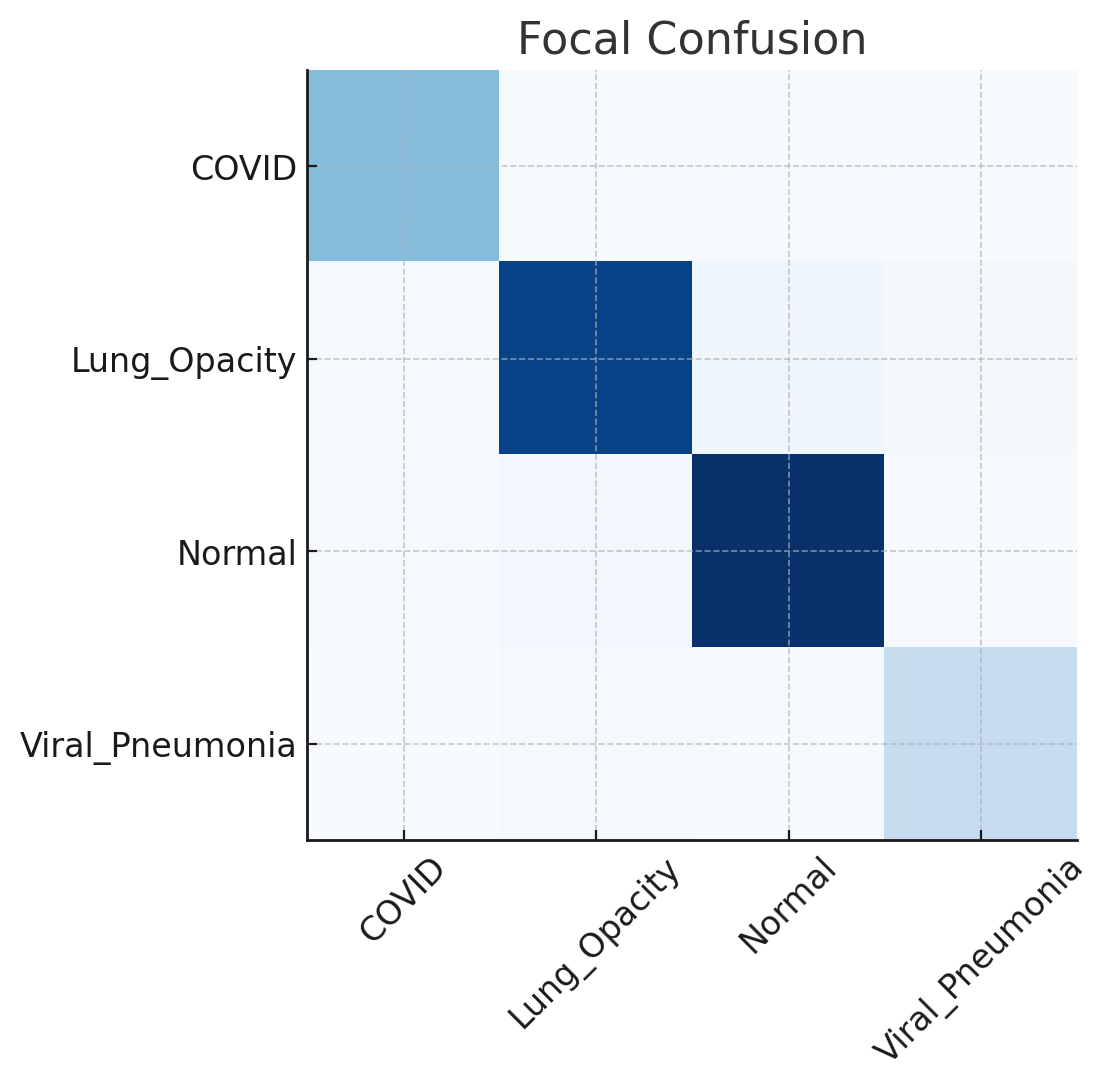 Focal Confusion
COVID
Lung_Opacity
Normal
Viral_Pneumonia
COVID
Lung_Opacity
Normal
Viral_Pneumonia